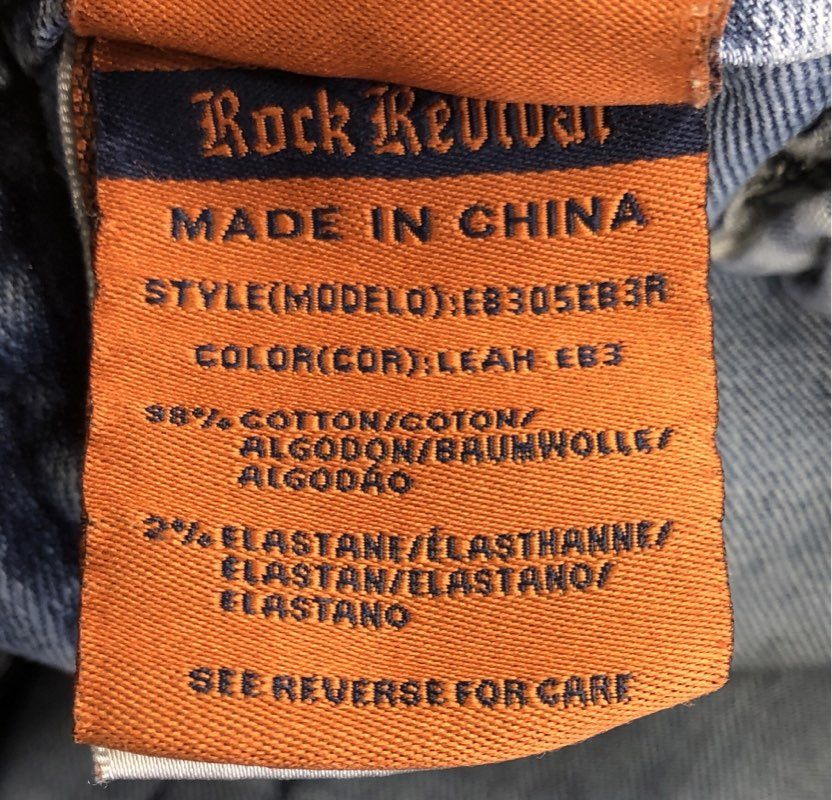 Rock Revival
MADE IN CHINA
STYLE(MODELO):EB305EB3R
COLOR(COR):LEAH EB3
98% COTTON/COTON/
ALGODON/BAUMWOLLE/
ALGODÃO
2% ELASTANE/ÉLASTHANNE/
ELASTAN/ELASTANO/
ELASTANO
SEE REVERSE FOR CARE